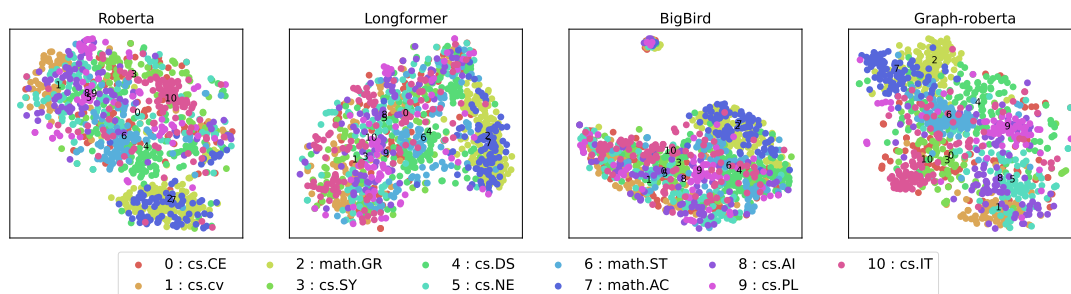 Roberta Longformer BigBird Graph-roberta
0 : cs.CE 2 : math.GR 4 : cs.DS 6 : math.ST 8 : cs.AI 10 : cs.IT
1 : cs.cv 3 : cs.SY 5 : cs.NE 7 : math.AC 9 : cs.PL